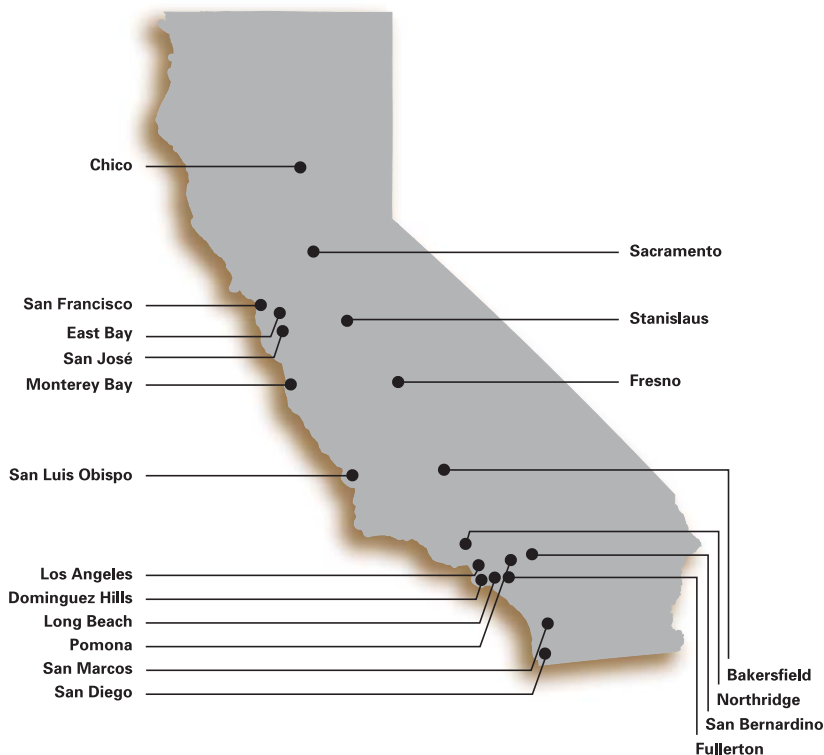 Chico
Sacramento
San Francisco
Stanislaus
East Bay
San José
Monterey Bay
Fresno
San Luis Obispo
Los Angeles
Dominguez Hills
Long Beach
Pomona
San Marcos
San Diego
Bakersfield
Northridge
San Bernardino
Fullerton